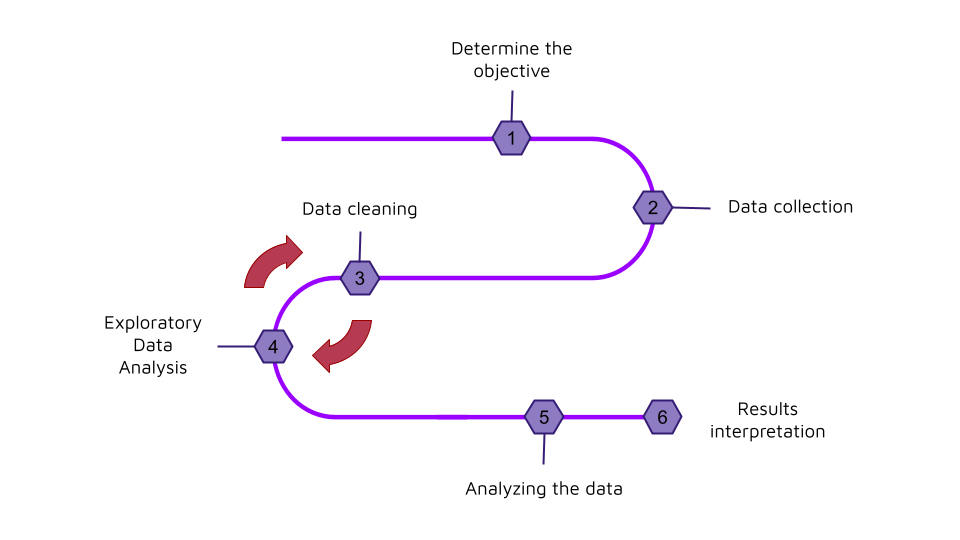 Determine the
objective
1
2
Data collection
Data cleaning
3
Exploratory
Data
Analysis
4
5
6
Results
interpretation
Analyzing the data